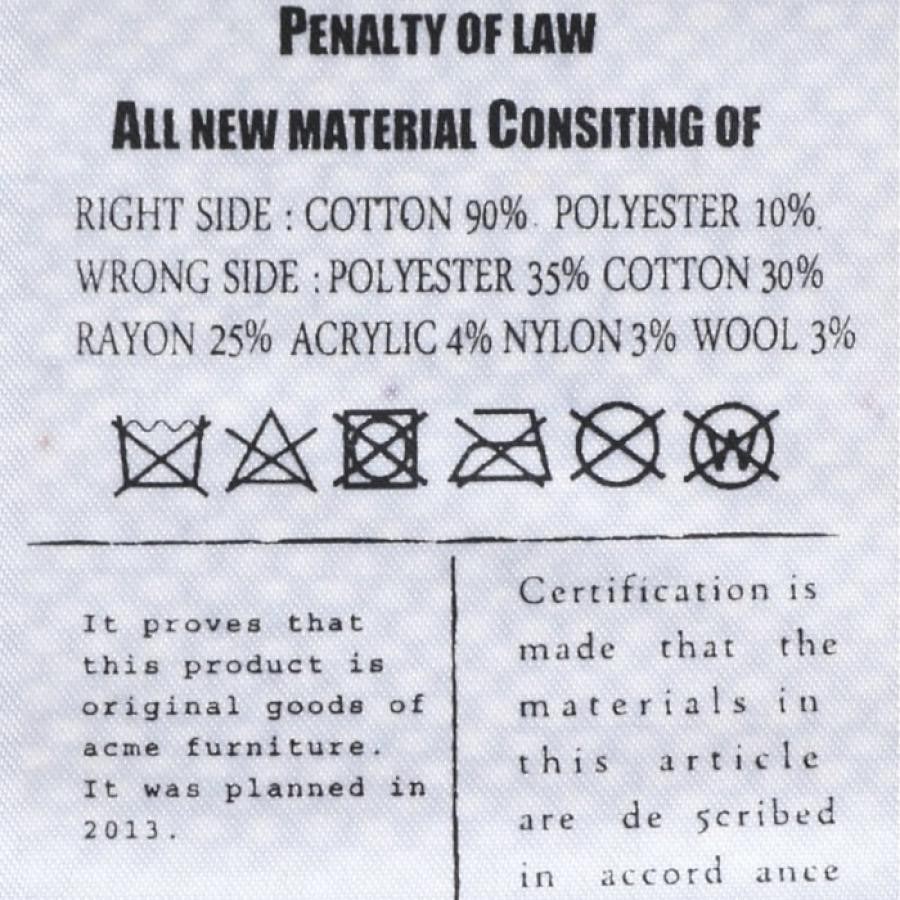 PENALTY OF LAW
ALL NEW MATERIAL CONSITING OF
RIGHT SIDE : COTTON 90%. POLYESTER 10%.
WRONG SIDE : POLYESTER 35% COTTON 30%
RAYON 25% ACRYLIC 4% NYLON 3% WOOL 3%
W
It proves that
this product is
original goods of
acme furniture.
It was planned in
2013.
Certification is
made that the
materials in
this article
are de 5cribed
in accord ance